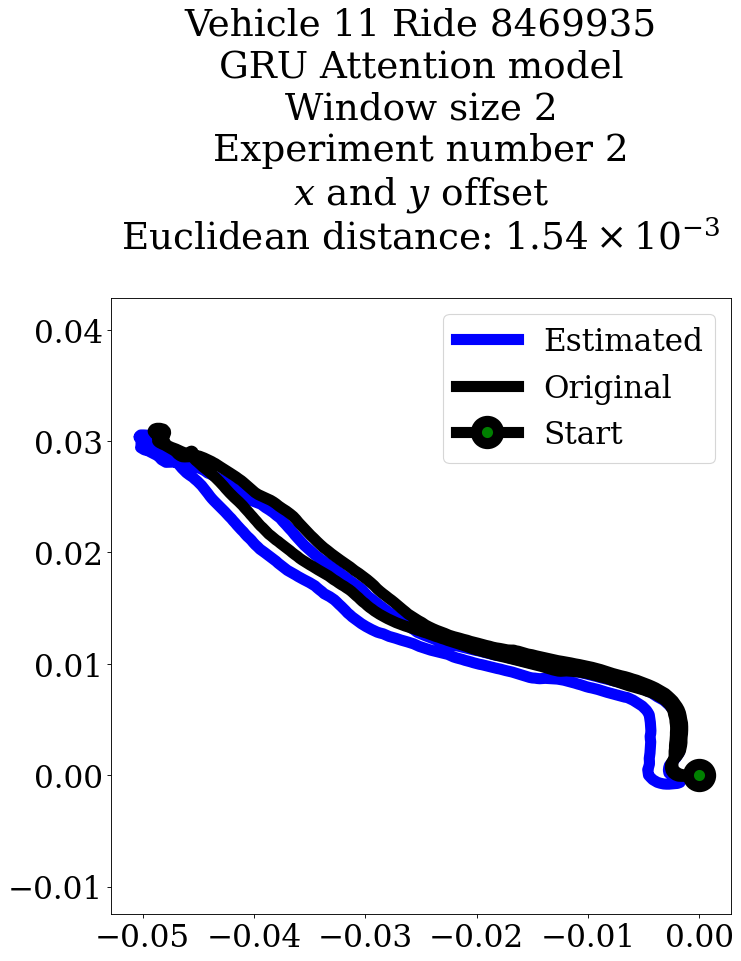 Vehicle 11 Ride 8469935
GRU Attention model
Window size 2
Experiment number 2
x and y offset
Euclidean distance: 1.54 × 10⁻³
Estimated
Original
Start
0.04
0.03
0.02
0.01
0.00
−0.01
−0.05 −0.04 −0.03 −0.02 −0.01 0.00